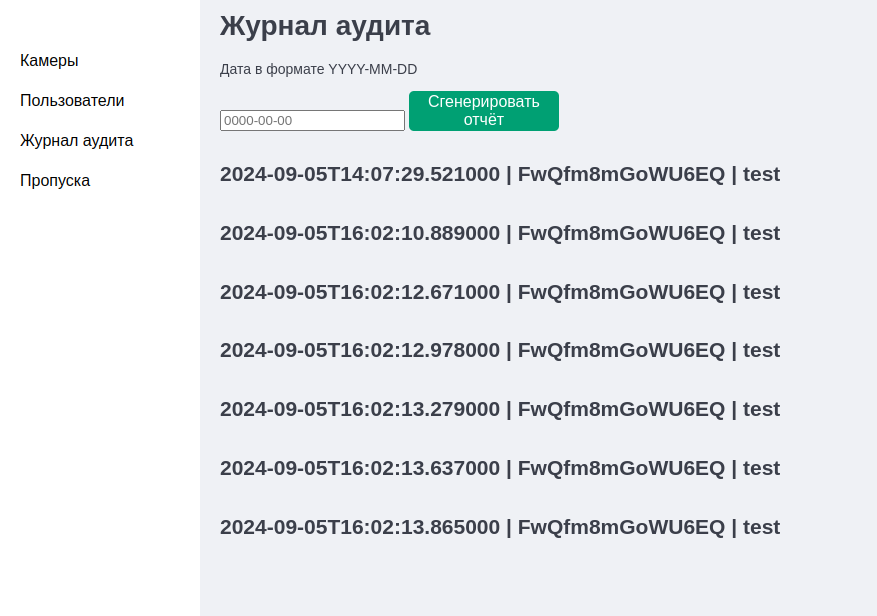 Журнал аудита
Камеры
Дата в формате YYYY-MM-DD
Пользователи
Сгенерировать
отчёт
0000-00-00
Журнал аудита
2024-09-05T14:07:29.521000 | FwQfm8mGoWU6EQ | test
Пропуска
2024-09-05T16:02:10.889000 | FwQfm8mGoWU6EQ | test
2024-09-05T16:02:12.671000 | FwQfm8mGoWU6EQ | test
2024-09-05T16:02:12.978000 | FwQfm8mGoWU6EQ | test
2024-09-05T16:02:13.279000 | FwQfm8mGoWU6EQ | test
2024-09-05T16:02:13.637000 | FwQfm8mGoWU6EQ | test
2024-09-05T16:02:13.865000 | FwQfm8mGoWU6EQ | test